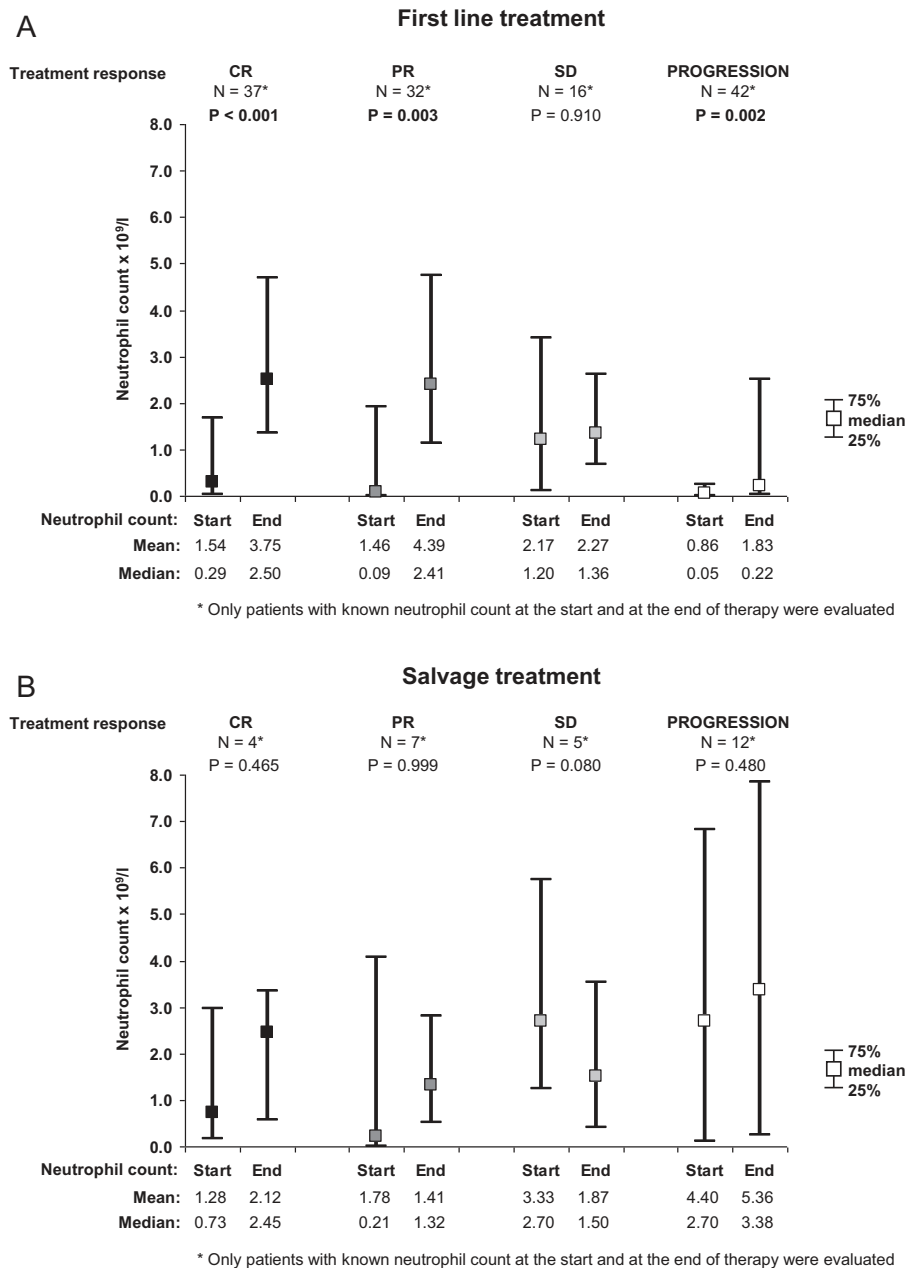 A
First line treatment
Treatment response CR PR SD PROGRESSION
N = 37* N = 32* N = 16* N = 42*
P < 0.001 P = 0.003 P = 0.910 P = 0.002
8.0
7.0
6.0
5.0
4.0
3.0
2.0
1.0
0.0
Neutrophil count x 10⁹/l
75%
median
25%
Neutrophil count: Start End Start End Start End Start End
Mean: 1.54 3.75 1.46 4.39 2.17 2.27 0.86 1.83
Median: 0.29 2.50 0.09 2.41 1.20 1.36 0.05 0.22
* Only patients with known neutrophil count at the start and at the end of therapy were evaluated
B
Salvage treatment
Treatment response CR PR SD PROGRESSION
N = 4* N = 7* N = 5* N = 12*
P = 0.465 P = 0.999 P = 0.080 P = 0.480
8.0
7.0
6.0
5.0
4.0
3.0
2.0
1.0
0.0
Neutrophil count x 10⁹/l
75%
median
25%
Neutrophil count: Start End Start End Start End Start End
Mean: 1.28 2.12 1.78 1.41 3.33 1.87 4.40 5.36
Median: 0.73 2.45 0.21 1.32 2.70 1.50 2.70 3.38
* Only patients with known neutrophil count at the start and at the end of therapy were evaluated